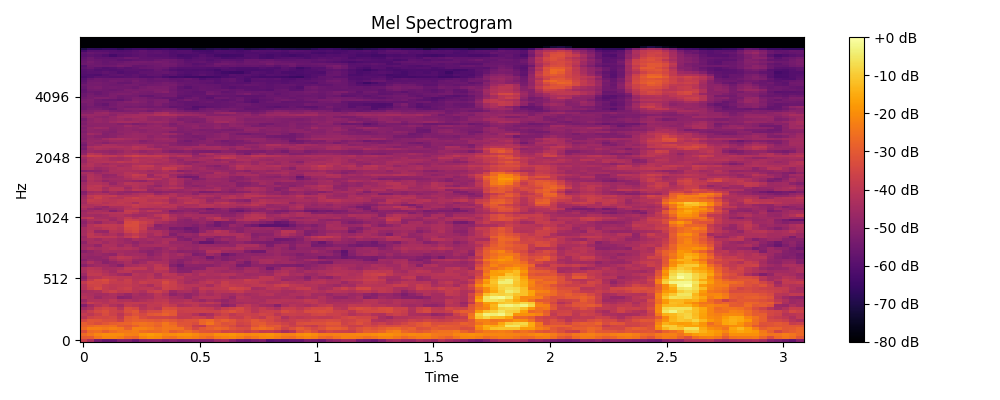 Mel Spectrogram
+0 dB
4096
-10 dB
-20 dB
2048
-30 dB
Hz
-40 dB
1024
-50 dB
512
-60 dB
-70 dB
0
-80 dB
0 0.5 1 1.5 2 2.5 3
Time